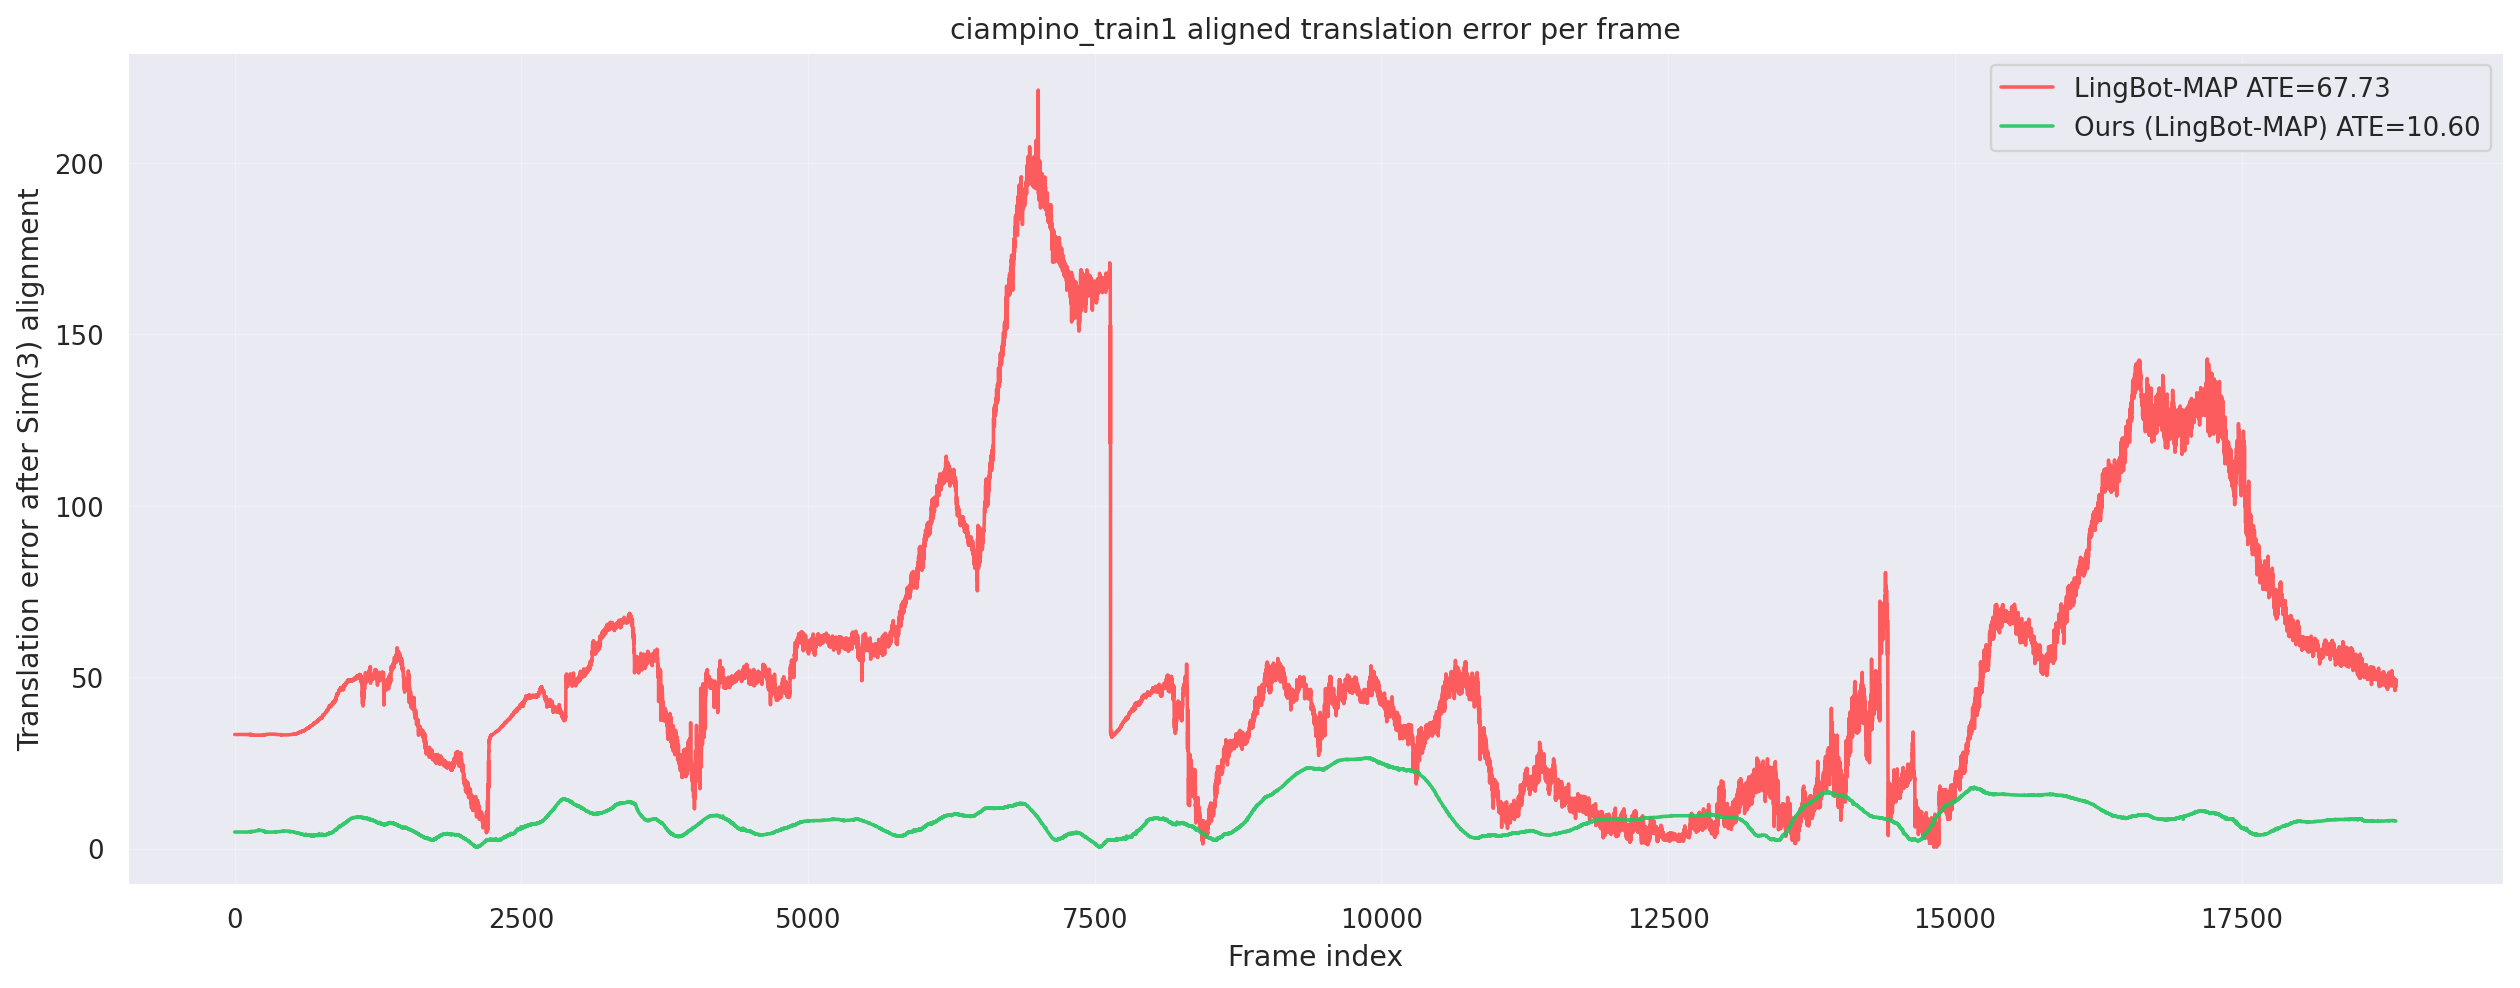 ciampino_train1 aligned translation error per frame
LingBot-MAP ATE=67.73
Ours (LingBot-MAP) ATE=10.60
Translation error after Sim(3) alignment
200
150
100
50
0
0 2500 5000 7500 10000 12500 15000 17500
Frame index